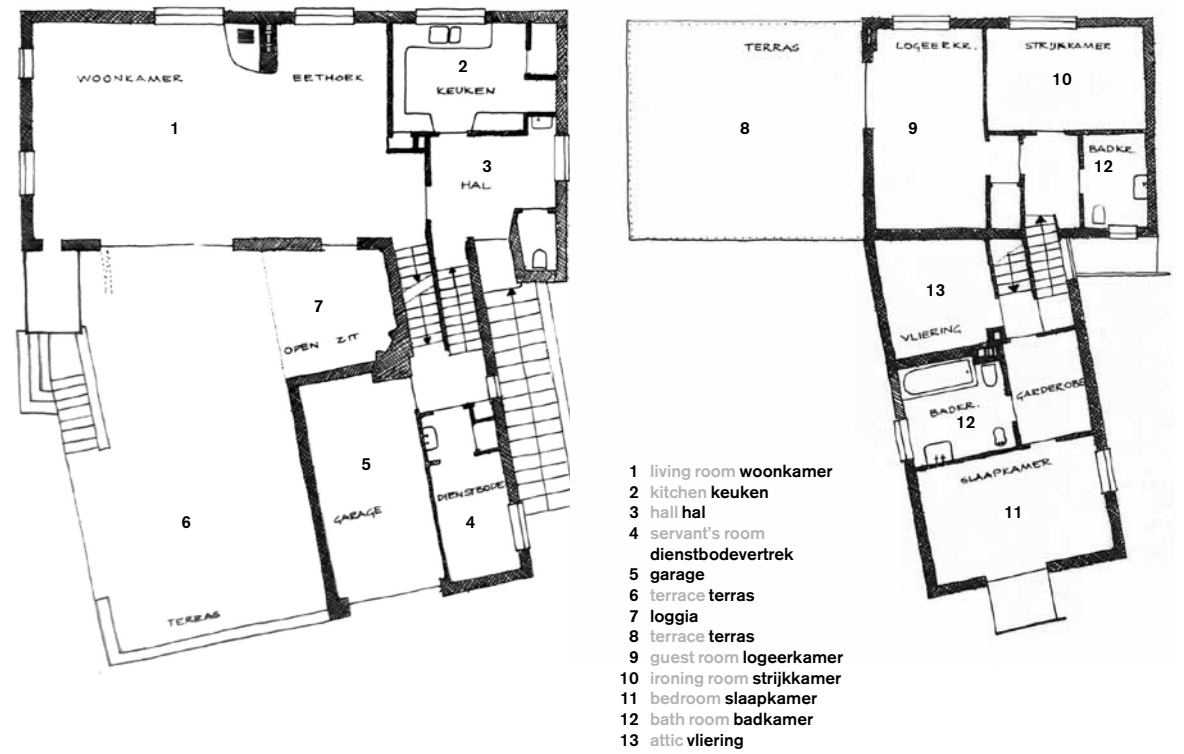 WOONKAMER
EETHOEK
2
KEUKEN
1
3
HAL
7
OPEN ZIT
5
GARAGE
DIENSTBODE
4
6
TERRAS
TERRAS
LOGEERKR.
STRIJKKAMER
10
8
9
BADKR.
12
13
VLIERING
GARDEROBE
BADKR.
12
SLAAPKAMER
11
1 living room woonkamer
2 kitchen keuken
3 hall hal
4 servant's room
dienstbodevertrek
5 garage
6 terrace terras
7 loggia
8 terrace terras
9 guest room logeerkamer
10 ironing room strijkkamer
11 bedroom slaapkamer
12 bath room badkamer
13 attic vliering